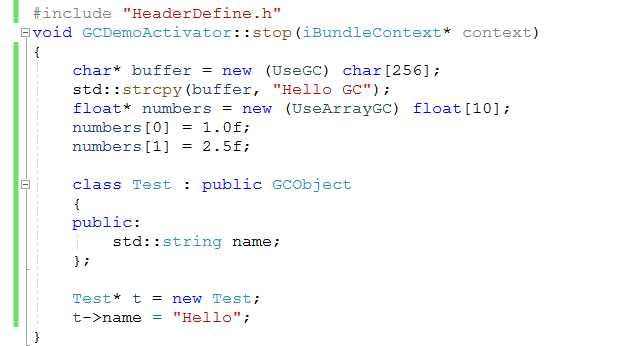 #include "HeaderDefine.h"
void GCDemoActivator::stop(iBundleContext* context)
{
    char* buffer = new (UseGC) char[256];
    std::strcpy(buffer, "Hello GC");
    float* numbers = new (UseArrayGC) float[10];
    numbers[0] = 1.0f;
    numbers[1] = 2.5f;

    class Test : public GCObject
    {
    public:
        std::string name;
    };

    Test* t = new Test;
    t->name = "Hello";
}